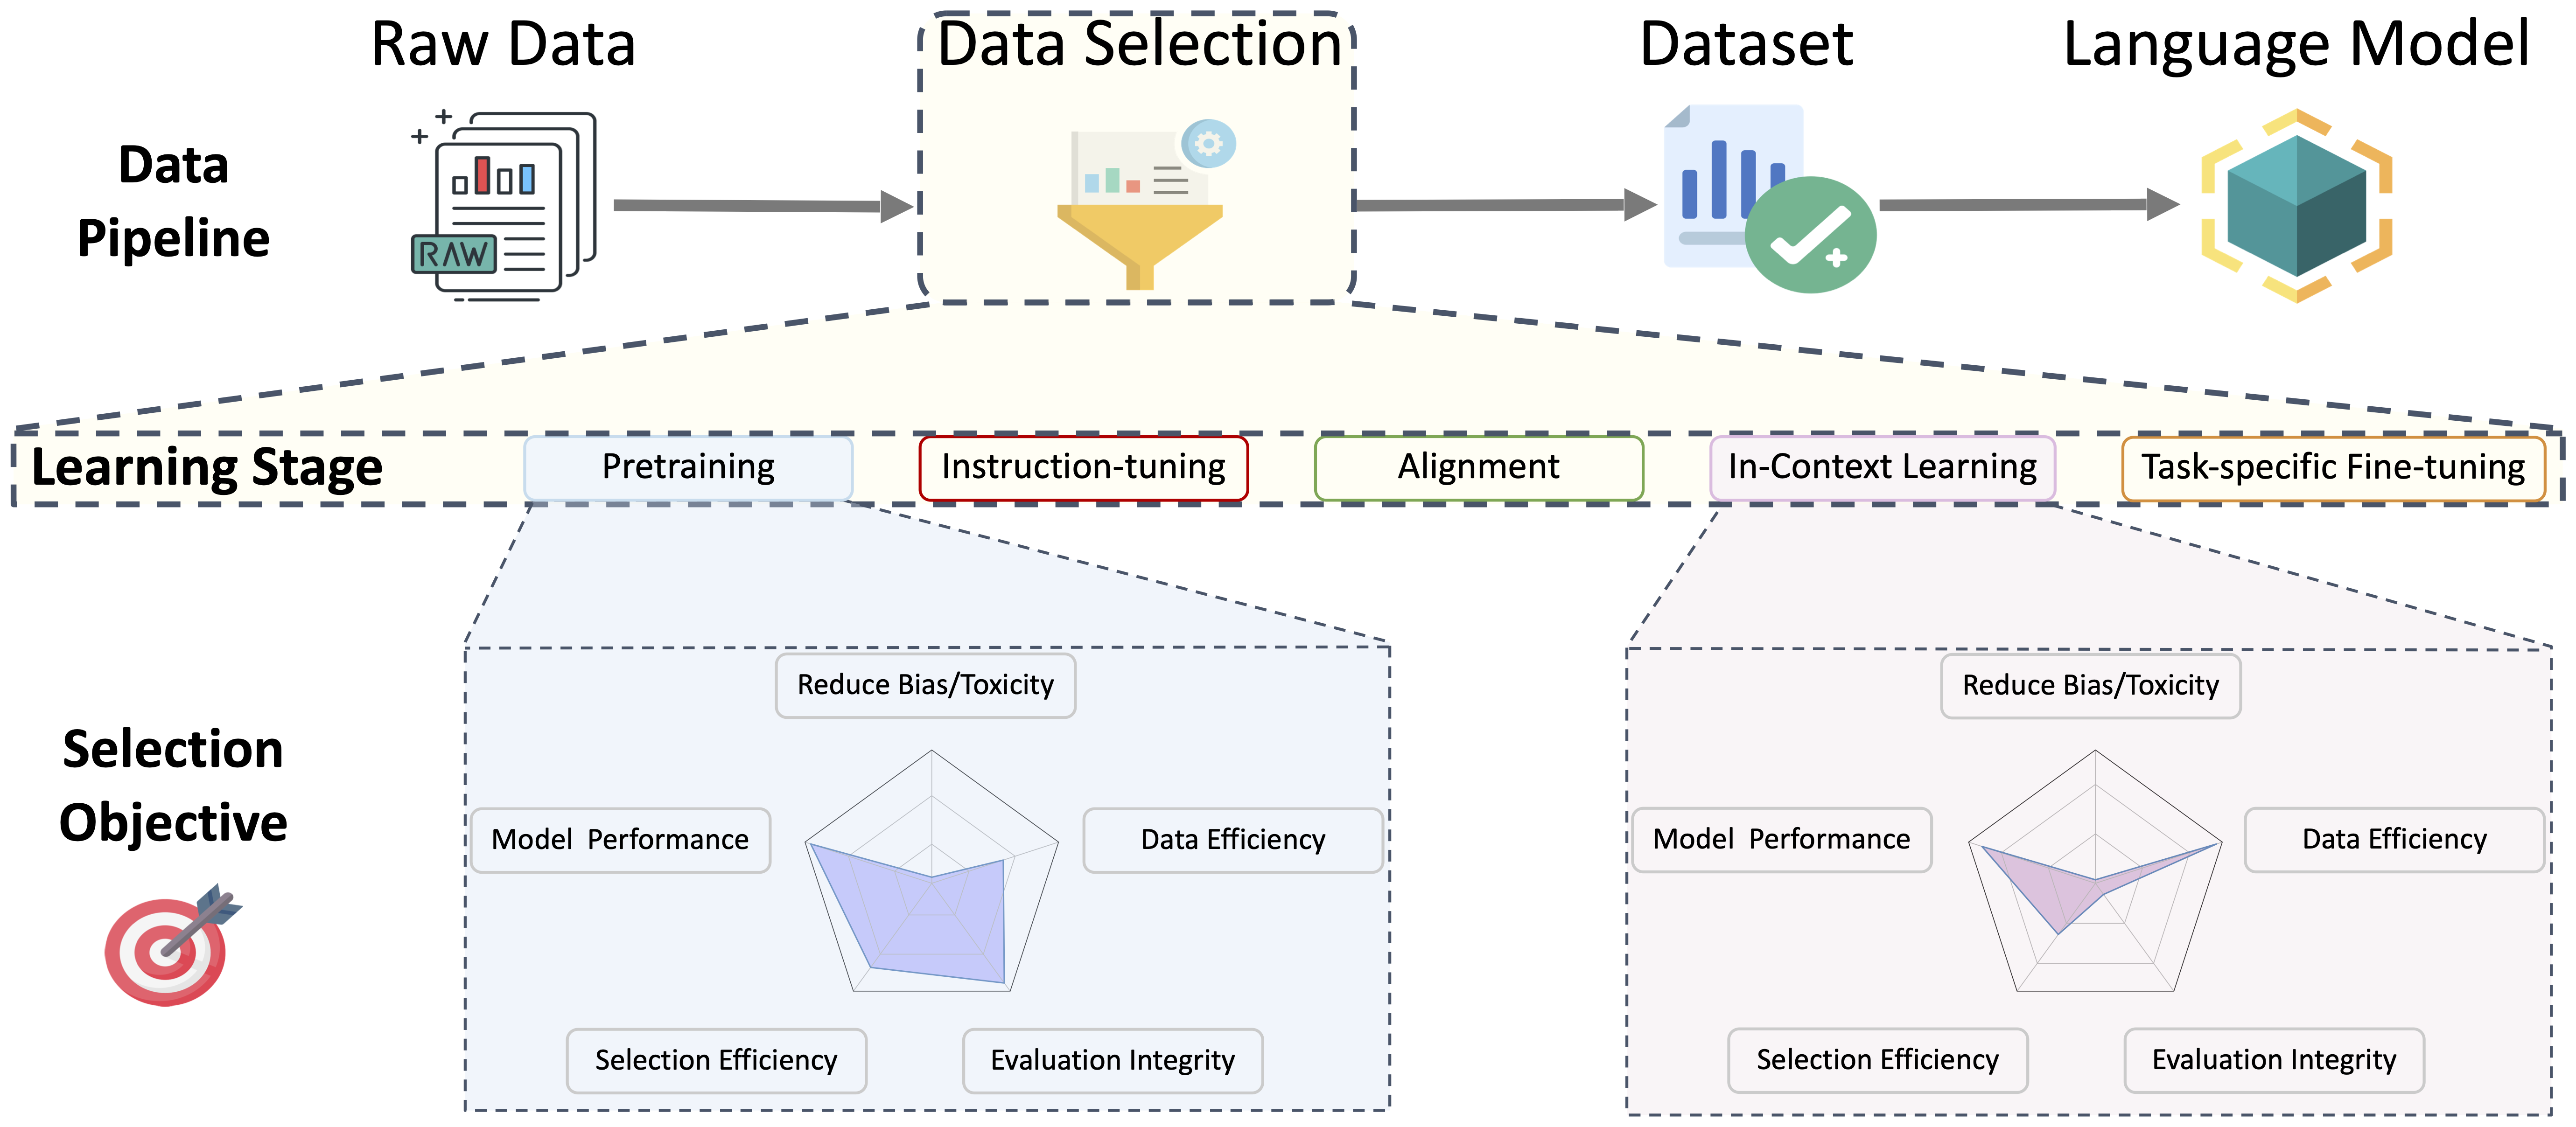 Raw Data
Data Selection
Dataset
Language Model
Data
Pipeline
RAW
Learning Stage
Pretraining
Instruction-tuning
Alignment
In-Context Learning
Task-specific Fine-tuning
Selection
Objective
Reduce Bias/Toxicity
Model Performance
Data Efficiency
Selection Efficiency
Evaluation Integrity
Reduce Bias/Toxicity
Model Performance
Data Efficiency
Selection Efficiency
Evaluation Integrity